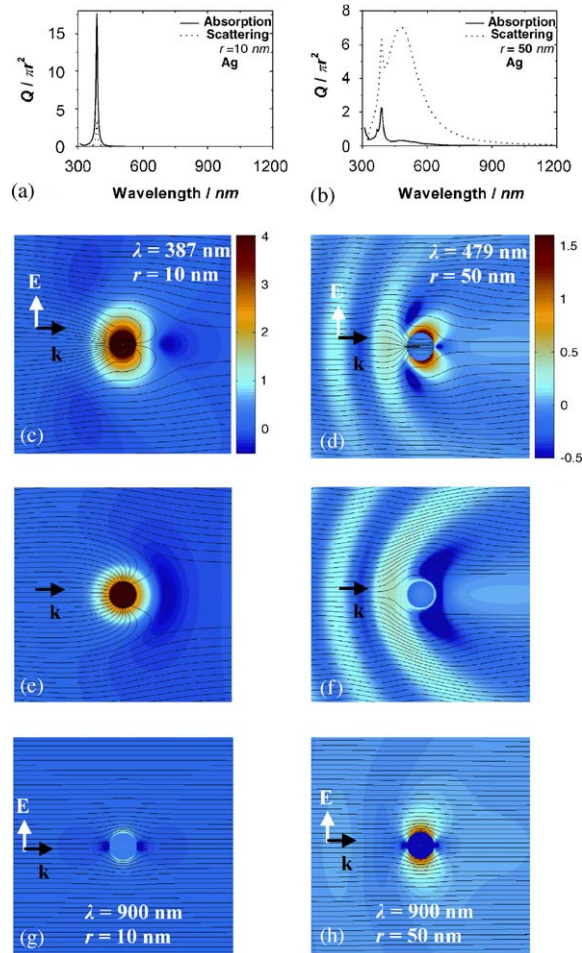 Absorption
Scattering
r =10 nm
Ag
Q / πr²
15
10
5
0
300 600 900 1200
Wavelength / nm
(a)
Absorption
Scattering
r = 50 nm
Ag
Q / πr²
8
6
4
2
0
300 600 900 1200
Wavelength / nm
(b)
λ = 387 nm
r = 10 nm
E
k
(c)
4
3
2
1
0
λ = 479 nm
r = 50 nm
E
k
(d)
1.5
1
0.5
0
-0.5
k
(e)
k
(f)
E
k
λ = 900 nm
r = 10 nm
(g)
E
k
λ = 900 nm
r = 50 nm
(h)